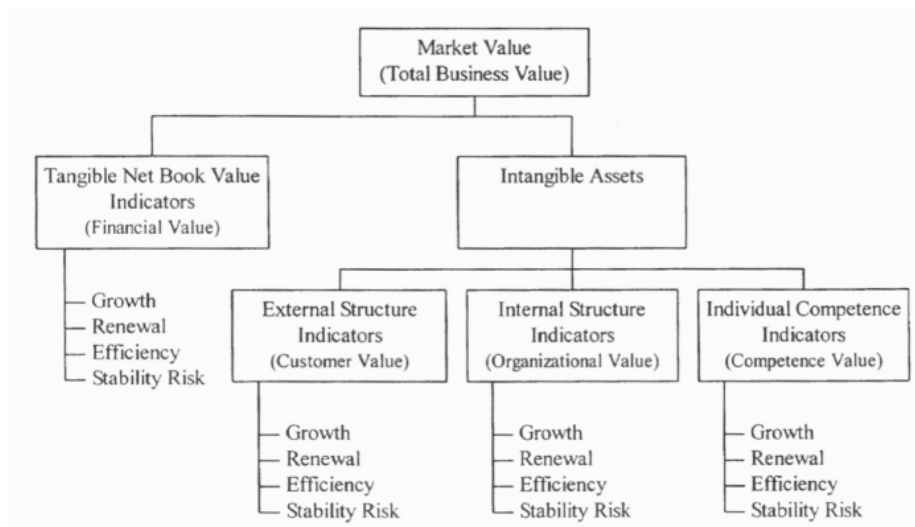 Market Value
(Total Business Value)
Tangible Net Book Value
Indicators
(Financial Value)
Intangible Assets
Growth
Renewal
Efficiency
Stability Risk
External Structure
Indicators
(Customer Value)
Internal Structure
Indicators
(Organizational Value)
Individual Competence
Indicators
(Competence Value)
Growth
Renewal
Efficiency
Stability Risk
Growth
Renewal
Efficiency
Stability Risk
Growth
Renewal
Efficiency
Stability Risk